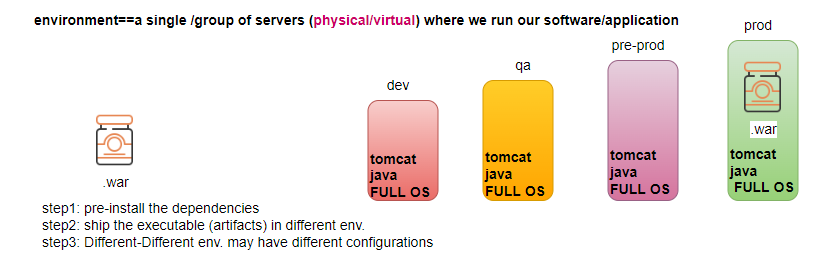 environment==a single /group of servers (physical/virtual) where we run our software/application
prod
pre-prod
qa
dev
.war
.war
tomcat
java
FULL OS
tomcat
java
FULL OS
tomcat
java
FULL OS
tomcat
java
FULL OS
step1: pre-install the dependencies
step2: ship the executable (artifacts) in different env.
step3: Different-Different env. may have different configurations